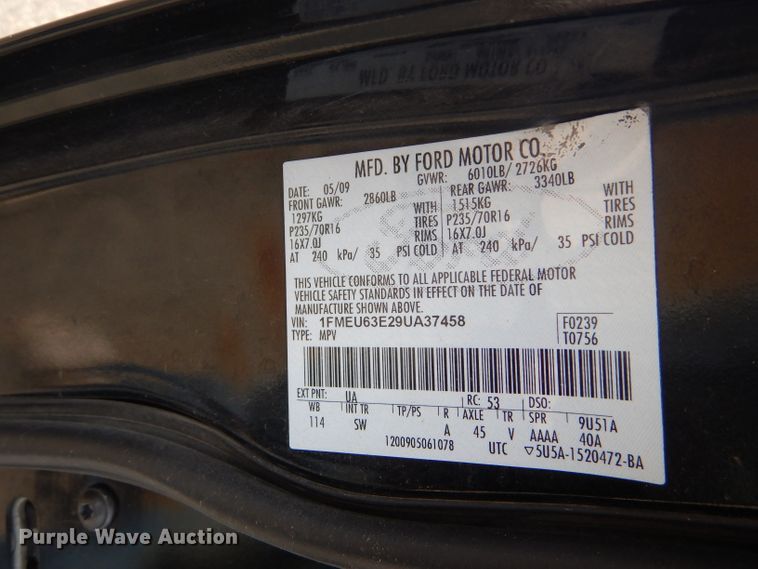 MFD. BY FORD MOTOR CO.
DATE: 05/09 GVWR: 6010LB/ 2726KG
FRONT GAWR: 2860LB REAR GAWR: 3340LB
1297KG WITH 1515KG WITH
P235/70R16 TIRES P235/70R16 TIRES
16X7.0J RIMS 16X7.0J RIMS
AT 240 kPa/ 35 PSI COLD AT 240 kPa/ 35 PSI COLD
THIS VEHICLE CONFORMS TO ALL APPLICABLE FEDERAL MOTOR
VEHICLE SAFETY STANDARDS IN EFFECT ON THE DATE OF
MANUFACTURE SHOWN ABOVE.
VIN: 1FMEU63E29UA37458 F0239
TYPE: MPV T0756
EXT PNT: UA RC: 53 DSO:
WB INT TR TP/PS R AXLE TR SPR 9U51A
114 SW A 45 V AAAA 40A
1200905061078 UTC ▽5U5A-1520472-BA
Purple Wave Auction